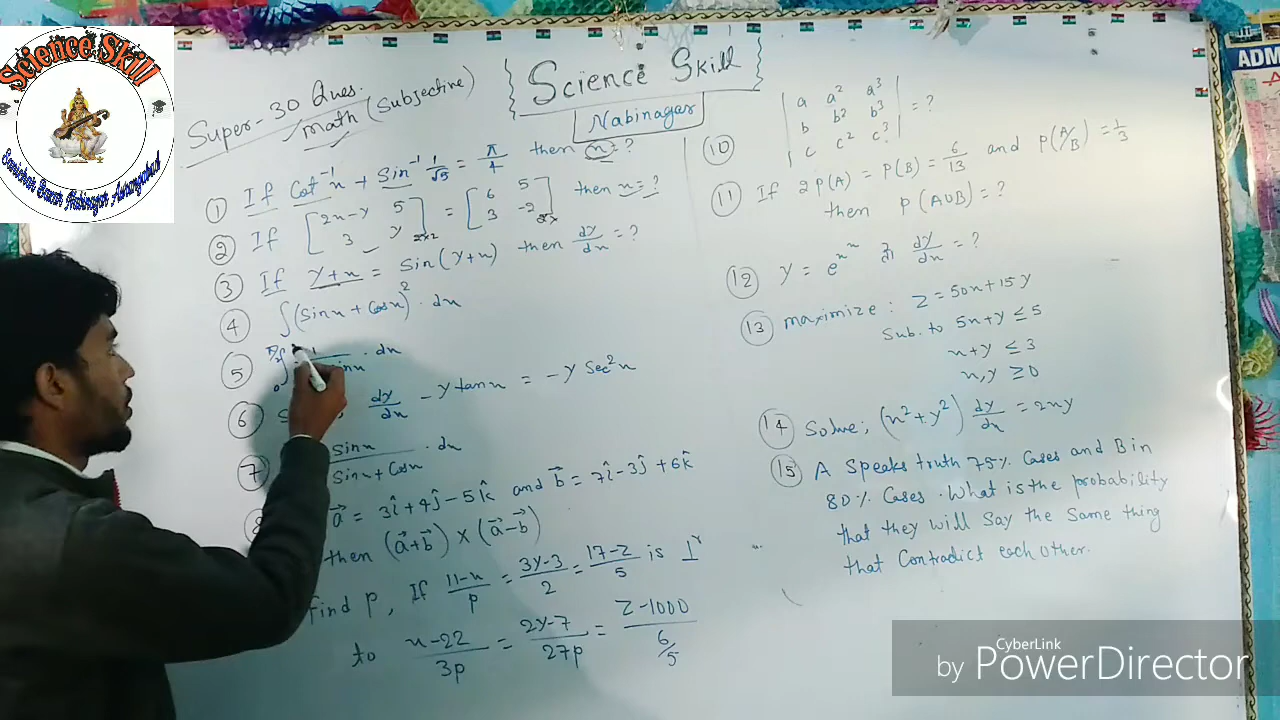 Science Skill
Super-30 Ques.
math (Subjective)
Science Skill
Nabinagar
① If Cot⁻¹x + Sin⁻¹ 1/√5 = π/4 then x = ?
② If [2x-y 5; 3 y]2x2 = [6 5; 3 -2]2x2 then x = ?
③ If y+x = Sin(y+x) then dy/dx = ?
④ ∫(Sinx + Cosx)² · dx
⑤ ∫ · dx
⑥ dy/dx - y tanx = -y Sec²x
⑦ Sinx/(Sinx + Cosx) · dx
a = 3î+4ĵ-5k̂ and b = 7î-3ĵ+6k̂
then (a+b) × (a-b)
Find p, If (11-x)/p = (3y-3)/2 = (17-z)/5 is ⊥r
to (x-22)/3p = (2y-7)/27p = (z-1000)/(6/5)
⑩ |a a² a³; b b² b³; c c² c³| = ?
⑪ If 2P(A) = P(B) = 6/13 and P(A/B) = 1/3
then P(AUB) = ?
⑫ y = e^x dy/dx = ?
⑬ maximize : Z = 50x+15y
Sub. to 5x+y ≤ 5
x+y ≤ 3
x,y ≥ 0
⑭ Solve; (x²+y²) dy/dx = 2xy
⑮ A Speaks truth 75% Cases and B in
80% Cases. What is the probability
that they will Say the Same thing
that Contradict each other.
ADM
CyberLink
by PowerDirector